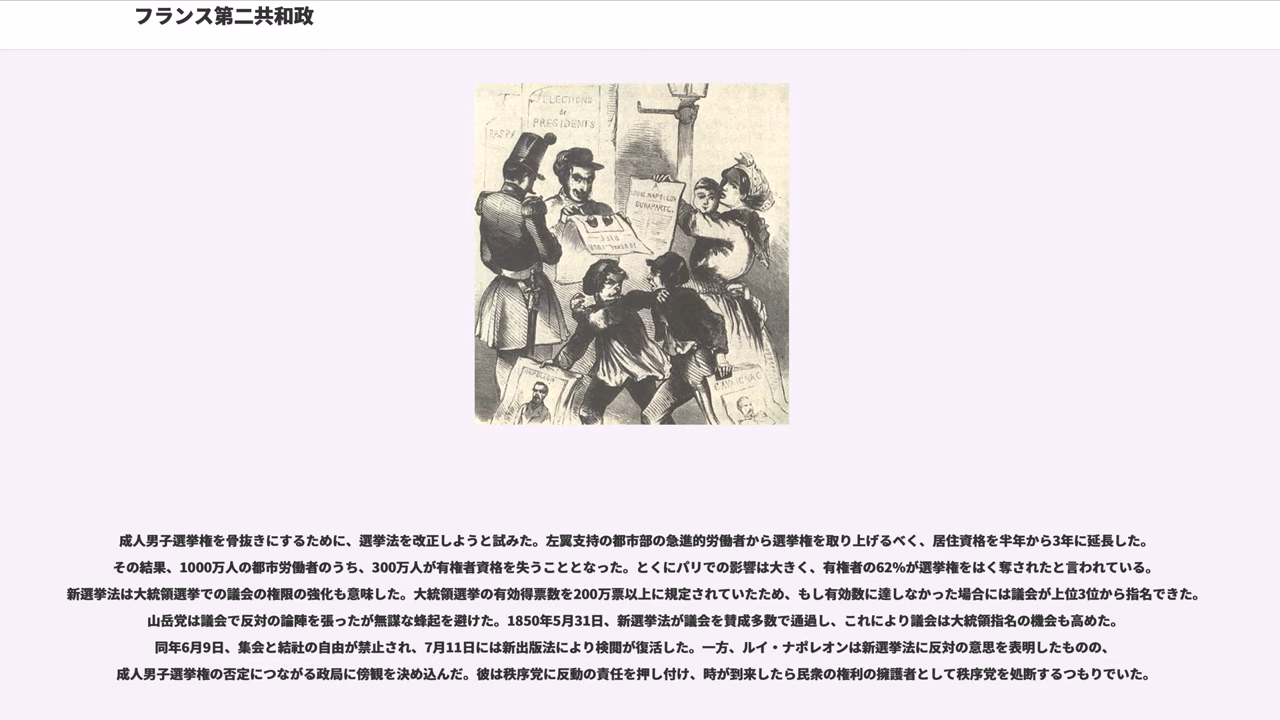 フランス第二共和政
ELECTIONS
de
PRESIDENTS
RASPA
A
LOUIS NAPOLEON
BONAPARTE.
NAPOLEON
CAVAIGNAC
成人男子選挙権を骨抜きにするために、選挙法を改正しようと試みた。左翼支持の都市部の急進的労働者から選挙権を取り上げるべく、居住資格を半年から3年に延長した。
その結果、1000万人の都市労働者のうち、300万人が有権者資格を失うこととなった。とくにパリでの影響は大きく、有権者の62%が選挙権をはく奪されたと言われている。
新選挙法は大統領選挙での議会の権限の強化も意味した。大統領選挙の有効得票数を200万票以上に規定されていたため、もし有効数に達しなかった場合には議会が上位3位から指名できた。
山岳党は議会で反対の論陣を張ったが無謀な蜂起を避けた。1850年5月31日、新選挙法が議会を賛成多数で通過し、これにより議会は大統領指名の機会も高めた。
同年6月9日、集会と結社の自由が禁止され、7月11日には新出版法により検閲が復活した。一方、ルイ・ナポレオンは新選挙法に反対の意思を表明したものの、
成人男子選挙権の否定につながる政局に傍観を決め込んだ。彼は秩序党に反動の責任を押し付け、時が到来したら民衆の権利の擁護者として秩序党を処断するつもりでいた。